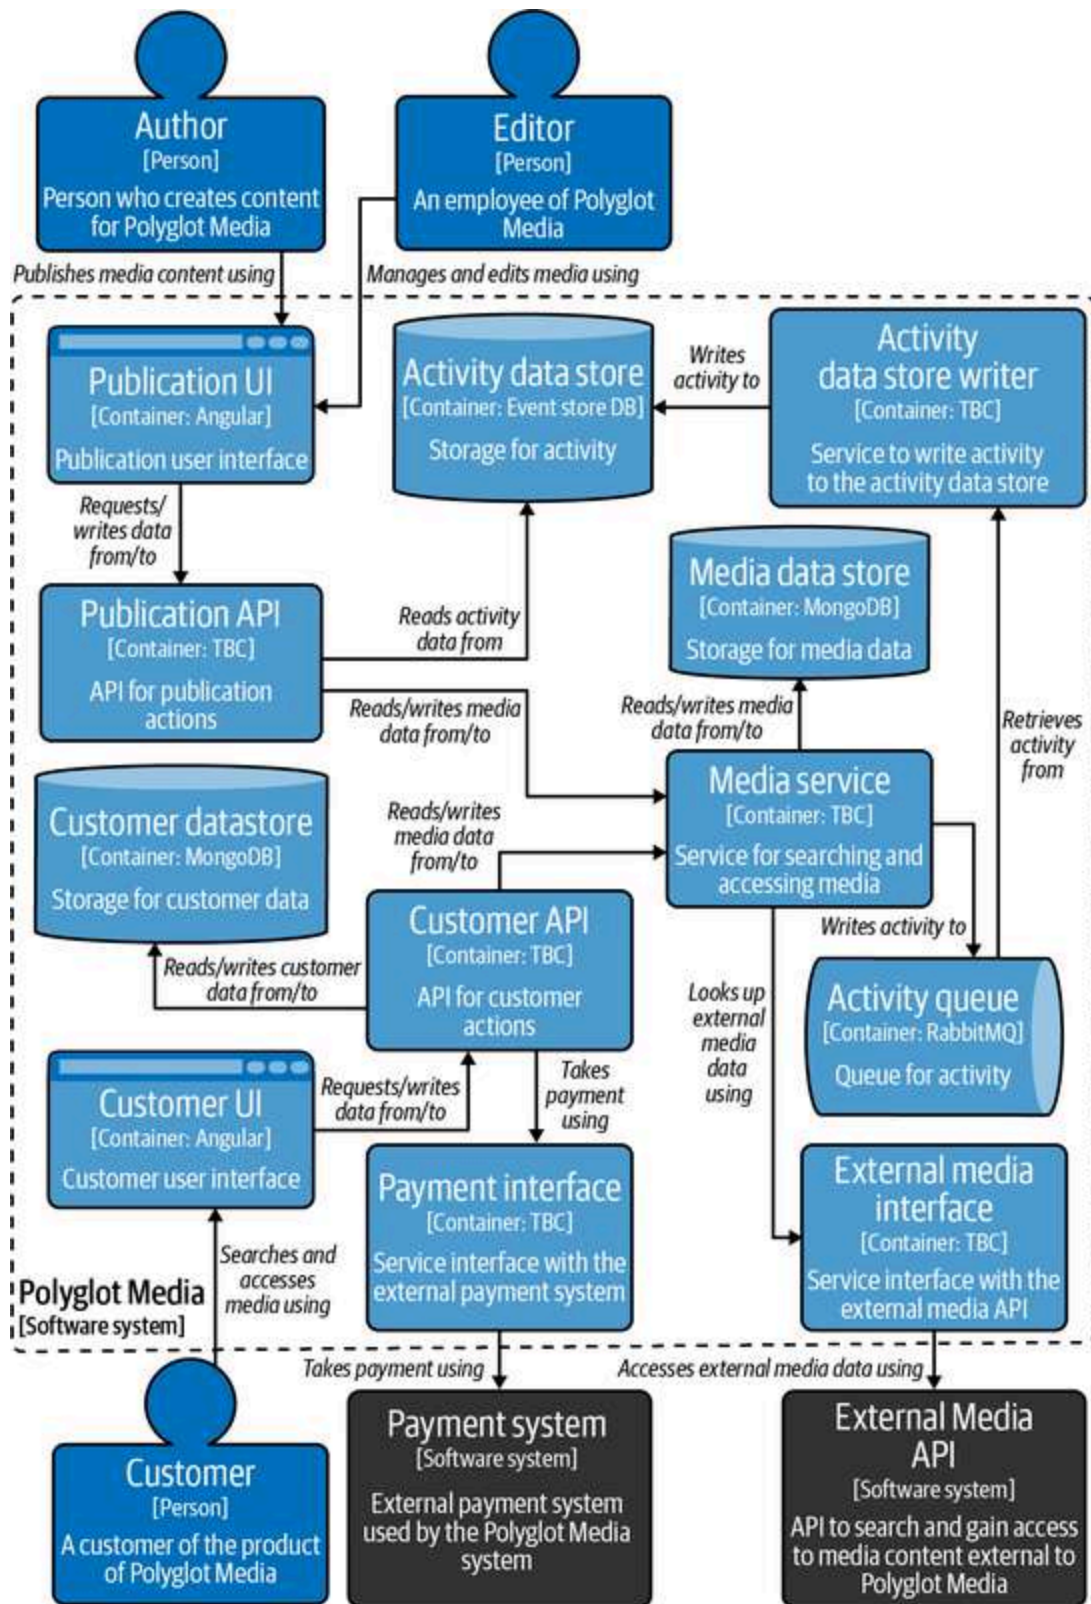 Author
[Person]
Person who creates content
for Polyglot Media
Editor
[Person]
An employee of Polyglot
Media
Publishes media content using
Manages and edits media using
Publication UI
[Container: Angular]
Publication user interface
Activity data store
[Container: Event store DB]
Storage for activity
Writes
activity to
Activity
data store writer
[Container: TBC]
Service to write activity
to the activity data store
Requests/
writes data
from/to
Publication API
[Container: TBC]
API for publication
actions
Reads activity
data from
Reads/writes media
data from/to
Media data store
[Container: MongoDB]
Storage for media data
Reads/writes media
data from/to
Retrieves
activity
from
Customer datastore
[Container: MongoDB]
Storage for customer data
Reads/writes
media data
from/to
Media service
[Container: TBC]
Service for searching and
accessing media
Customer API
[Container: TBC]
API for customer
actions
Reads/writes customer
data from/to
Writes activity to
Looks up
external
media
data
using
Activity queue
[Container: RabbitMQ]
Queue for activity
Customer UI
[Container: Angular]
Customer user interface
Requests/writes
data from/to
Takes
payment
using
Payment interface
[Container: TBC]
Service interface with the
external payment system
External media
interface
[Container: TBC]
Service interface with the
external media API
Searches and
accesses
media using
Polyglot Media
[Software system]
Takes payment using
Accesses external media data using
Customer
[Person]
A customer of the product
of Polyglot Media
Payment system
[Software system]
External payment system
used by the Polyglot Media
system
External Media
API
[Software system]
API to search and gain access
to media content external to
Polyglot Media